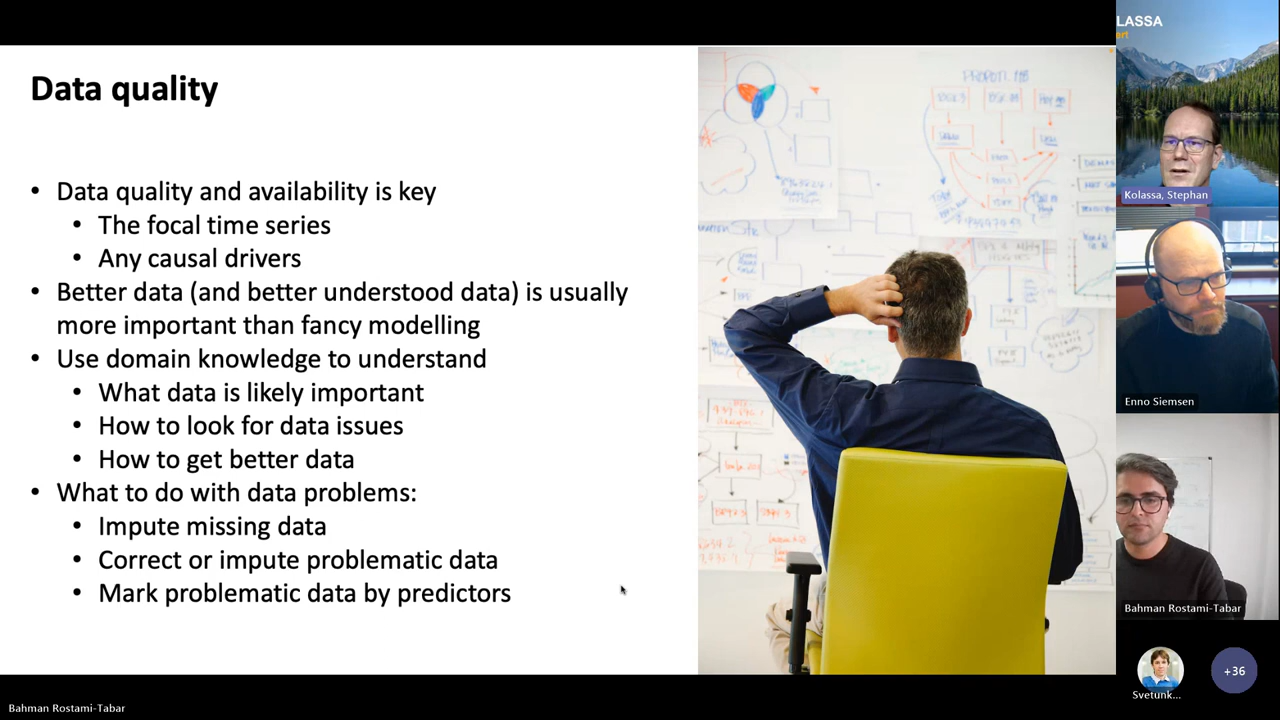 Data quality
• Data quality and availability is key
• The focal time series
• Any causal drivers
• Better data (and better understood data) is usually
more important than fancy modelling
• Use domain knowledge to understand
• What data is likely important
• How to look for data issues
• How to get better data
• What to do with data problems:
• Impute missing data
• Correct or impute problematic data
• Mark problematic data by predictors
LASSA
Kolassa, Stephan
Enno Siemsen
Bahman Rostami-Tabar
Svetunk...
+36
Bahman Rostami-Tabar